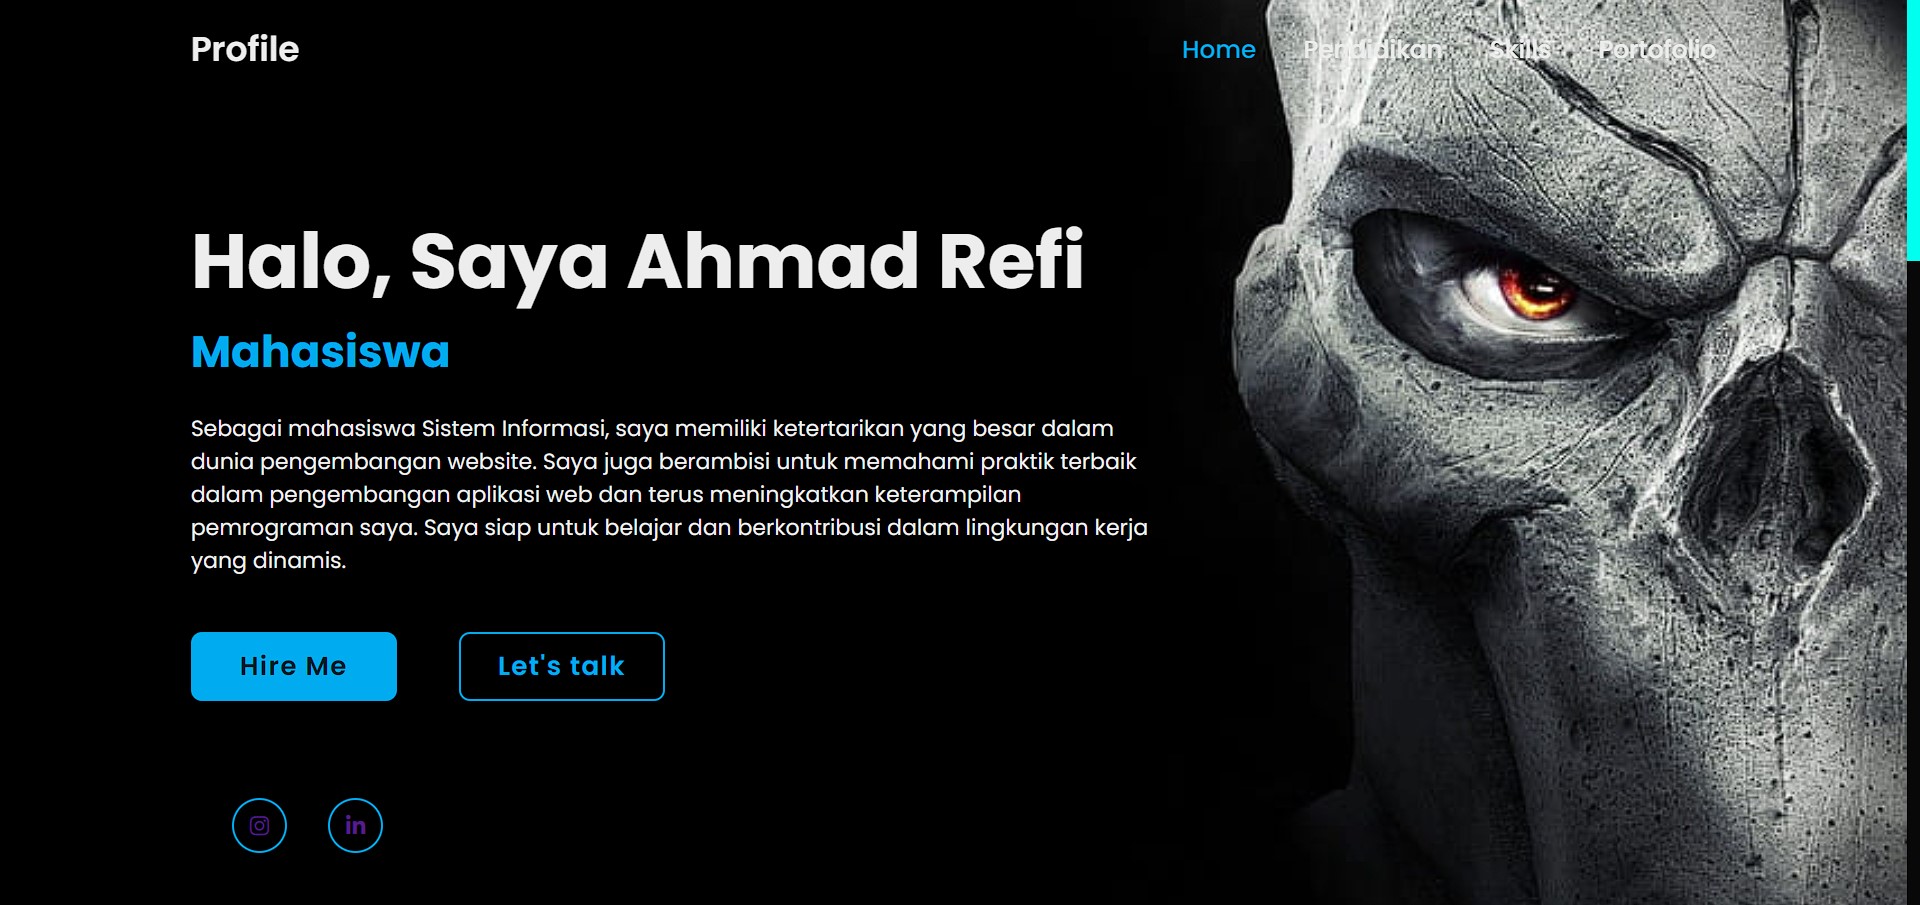 Profile
Home Pendidikan Skills Portofolio
Halo, Saya Ahmad Refi
Mahasiswa
Sebagai mahasiswa Sistem Informasi, saya memiliki ketertarikan yang besar dalam
dunia pengembangan website. Saya juga berambisi untuk memahami praktik terbaik
dalam pengembangan aplikasi web dan terus meningkatkan keterampilan
pemrograman saya. Saya siap untuk belajar dan berkontribusi dalam lingkungan kerja
yang dinamis.
Hire Me
Let's talk
in